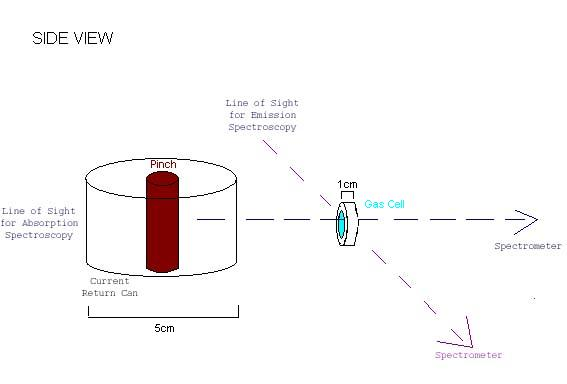 SIDE VIEW
Line of Sight
for Emission
Spectroscopy
Pinch
1cm
Gas Cell
Line of Sight
for Absorption
Spectroscopy
Spectrometer
Current
Return Can
5cm
Spectrometer